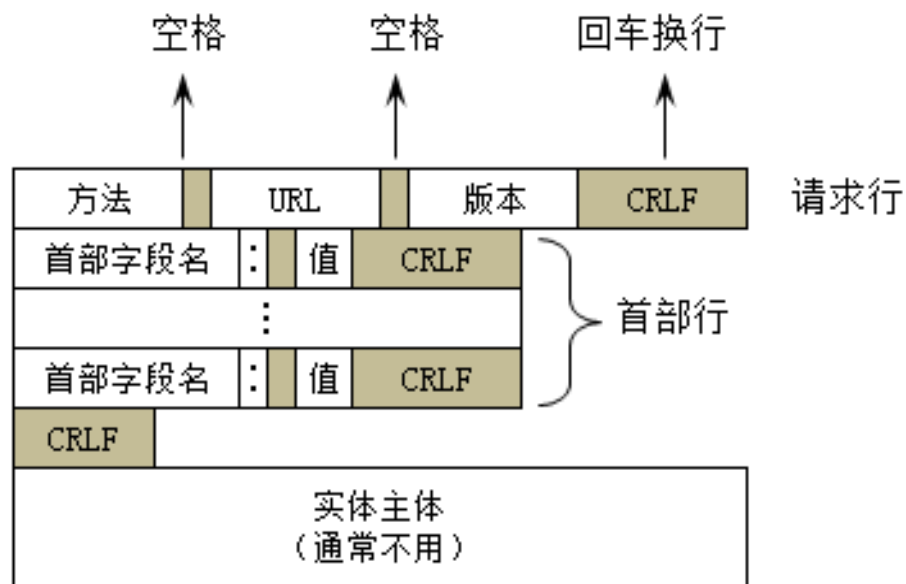 空格 空格 回车换行
方法 URL 版本 CRLF 请求行
首部字段名 : 值 CRLF
⋮ 首部行
首部字段名 : 值 CRLF
CRLF
实体主体
(通常不用)